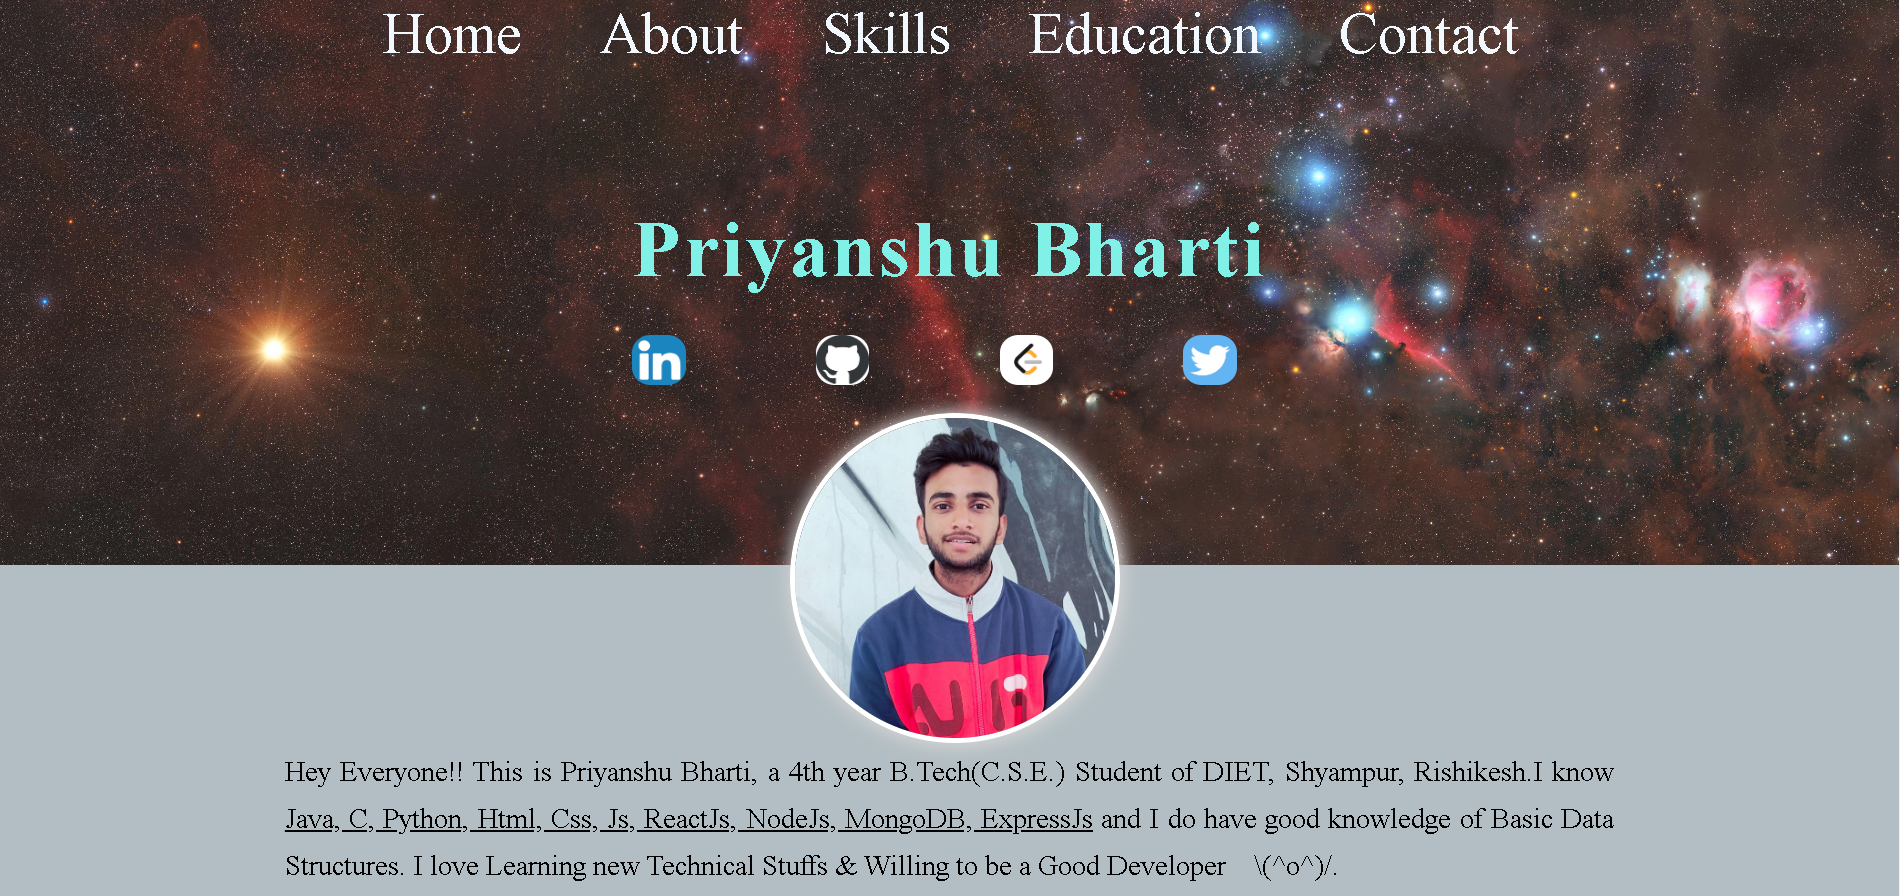 Home About Skills Education Contact
Priyanshu Bharti
in
Hey Everyone!! This is Priyanshu Bharti, a 4th year B.Tech(C.S.E.) Student of DIET, Shyampur, Rishikesh.I know
Java, C, Python, Html, Css, Js, ReactJs, NodeJs, MongoDB, ExpressJs and I do have good knowledge of Basic Data
Structures. I love Learning new Technical Stuffs & Willing to be a Good Developer \(^o^)/.